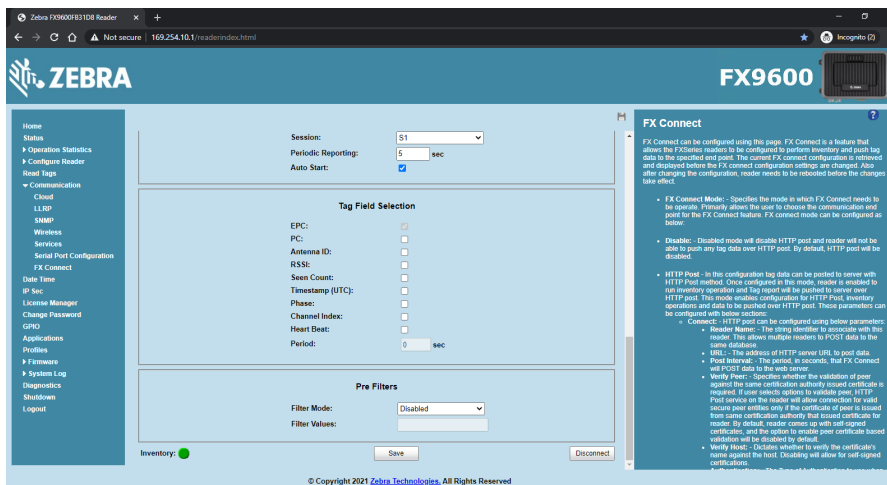 Zebra FX9600FB31D8 Reader
Not secure
169.254.10.1/readerindex.html
Incognito (2)
ZEBRA
FX9600
Home
Status
Operation Statistics
Configure Reader
Read Tags
Communication
Cloud
LLRP
SNMP
Wireless
Services
Serial Port Configuration
FX Connect
Date Time
IP Sec
License Manager
Change Password
GPIO
Applications
Profiles
Firmware
System Log
Diagnostics
Shutdown
Logout
Session: S1
Periodic Reporting: 5 sec
Auto Start:
Tag Field Selection
EPC:
PC:
Antenna ID:
RSSI:
Seen Count:
Timestamp (UTC):
Phase:
Channel Index:
Heart Beat:
Period: 0 sec
Pre Filters
Filter Mode: Disabled
Filter Values:
Inventory: Save Disconnect
© Copyright 2021 Zebra Technologies. All Rights Reserved
?
FX Connect
FX Connect can be configured using this page. FX Connect is a feature that
allows the FXSeries readers to be configured to perform inventory and push tag
data to the specified end point. The current FX connect configuration is retrieved
and displayed before the FX connect configuration settings are changed. Also
after changing the configuration, reader needs to be rebooted before the changes
take effect.
• FX Connect Mode: - Specifies the mode in which FX Connect needs to
be operate. Primarily allows the user to choose the communication end
point for the FX Connect feature. FX connect mode can be configured as
below.
• Disable: - Disabled mode will disable HTTP post and reader will not be
able to push any tag data over HTTP post. By default, HTTP post will be
disabled.
• HTTP Post - In this configuration tag data can be posted to server with
HTTP Post method. Once configured in this mode, reader is enabled to
run inventory operation and Tag report will be pushed to server over
HTTP post. This mode enables configuration for HTTP Post, inventory
operations and data to be pushed over HTTP post. These parameters can
be configured with below sections:
Connect: - HTTP post can be configured using below parameters:
Reader Name: - The string identifier to associate with this
reader. This allows multiple readers to POST data to the
same database.
URL: - The address of HTTP server URL to post data.
Post Interval: - The period, in seconds, that FX Connect
will POST data to the web server.
Verify Peer: - Specifies whether the validation of peer
against the same certification authority issued certificate is
required. If user selects options to validate peer, HTTP
Post service on the reader will allow connection for valid
secure peer entities only if the certificate of peer is issued
from same certification authority that issued certificate for
reader. By default, reader comes up with self-signed
certificates, and the option to enable peer certificate based
validation will be disabled by default.
Verify Host: - Dictates whether to verify the certificate's
name against the host. Disabling will allow for self-signed
certifications.